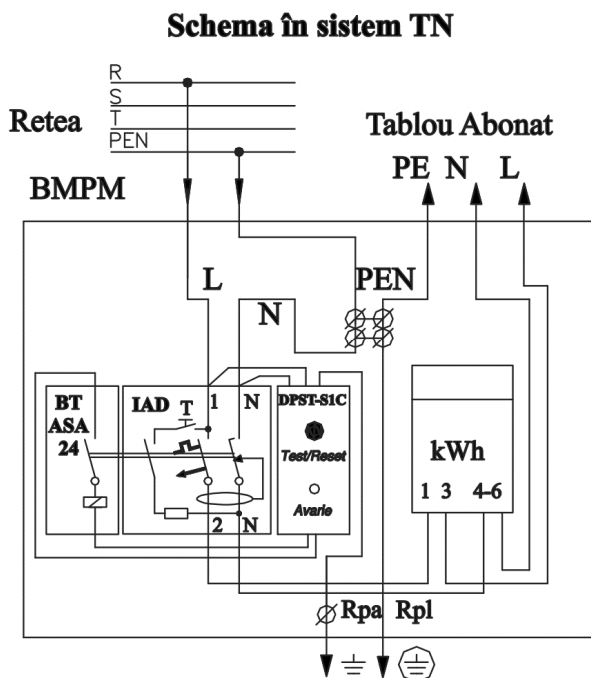 Schema în sistem TN
R
S
T
PEN
Retea
Tablou Abonat
PE N L
BMPM
L
PEN
N
BT
ASA
24
IAD
T
1
N
DPST-S1C
Test/Reset
Avarie
2
N
kWh
1 3 4-6
Rpa Rpl